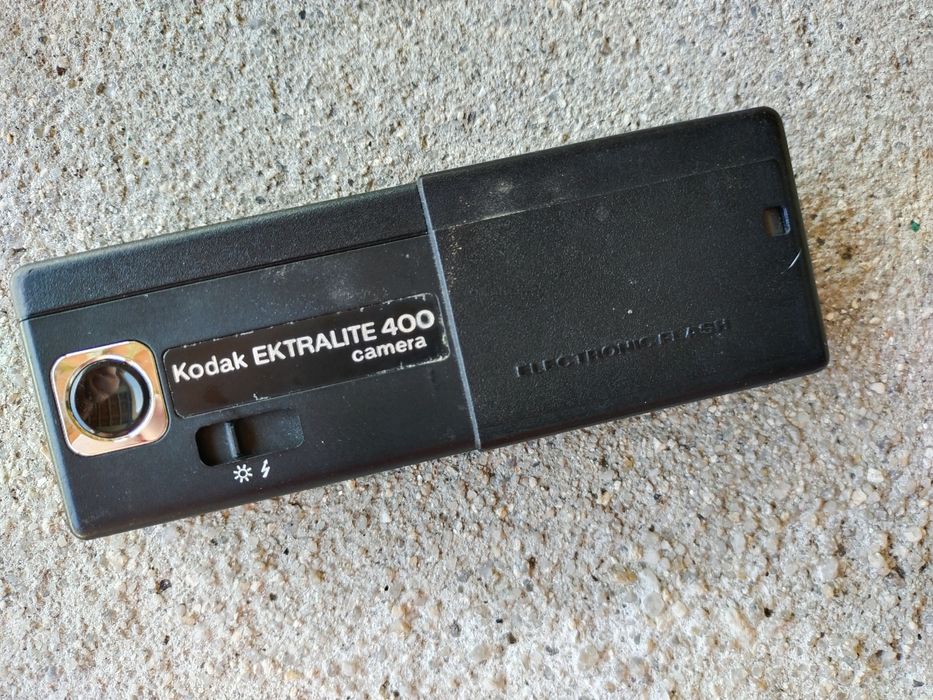 Kodak EKTRALITE 400
camera
ELECTRONIC FLASH